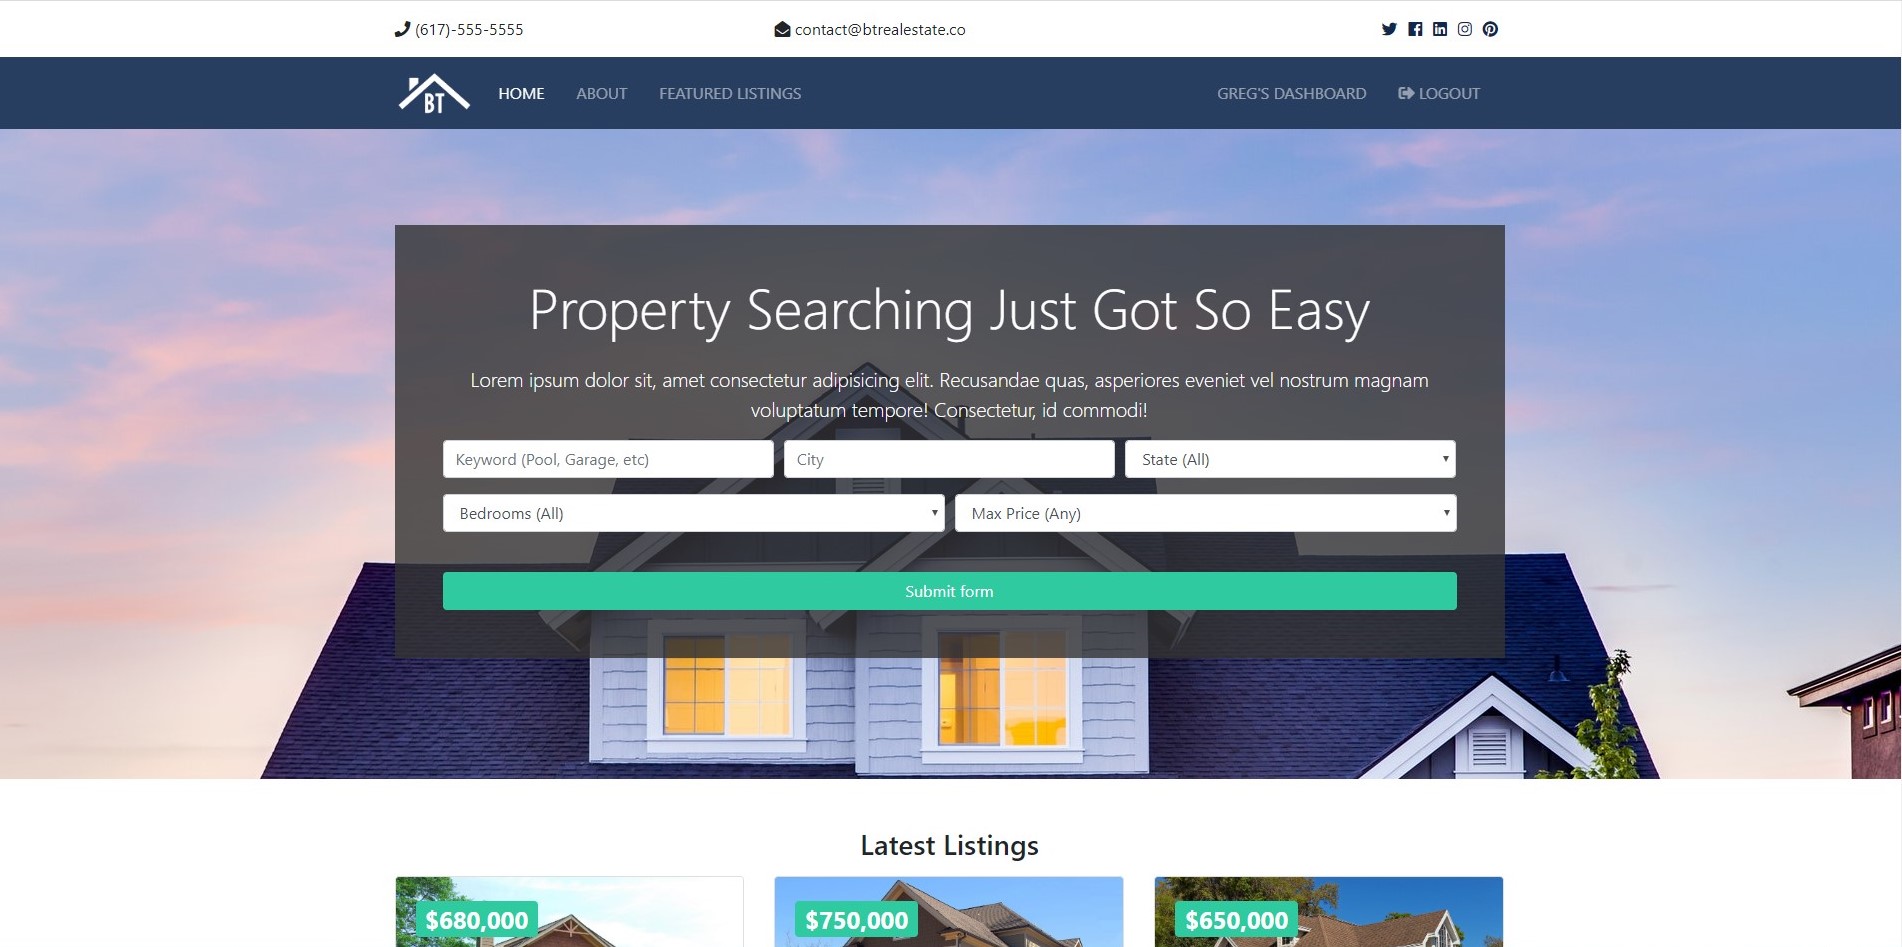 (617)-555-5555
contact@btrealestate.co
BT
HOME
ABOUT
FEATURED LISTINGS
GREG'S DASHBOARD
LOGOUT
Property Searching Just Got So Easy
Lorem ipsum dolor sit, amet consectetur adipisicing elit. Recusandae quas, asperiores eveniet vel nostrum magnam
voluptatum tempore! Consectetur, id commodi!
Keyword (Pool, Garage, etc)
City
State (All)
Bedrooms (All)
Max Price (Any)
Submit form
Latest Listings
$680,000
$750,000
$650,000